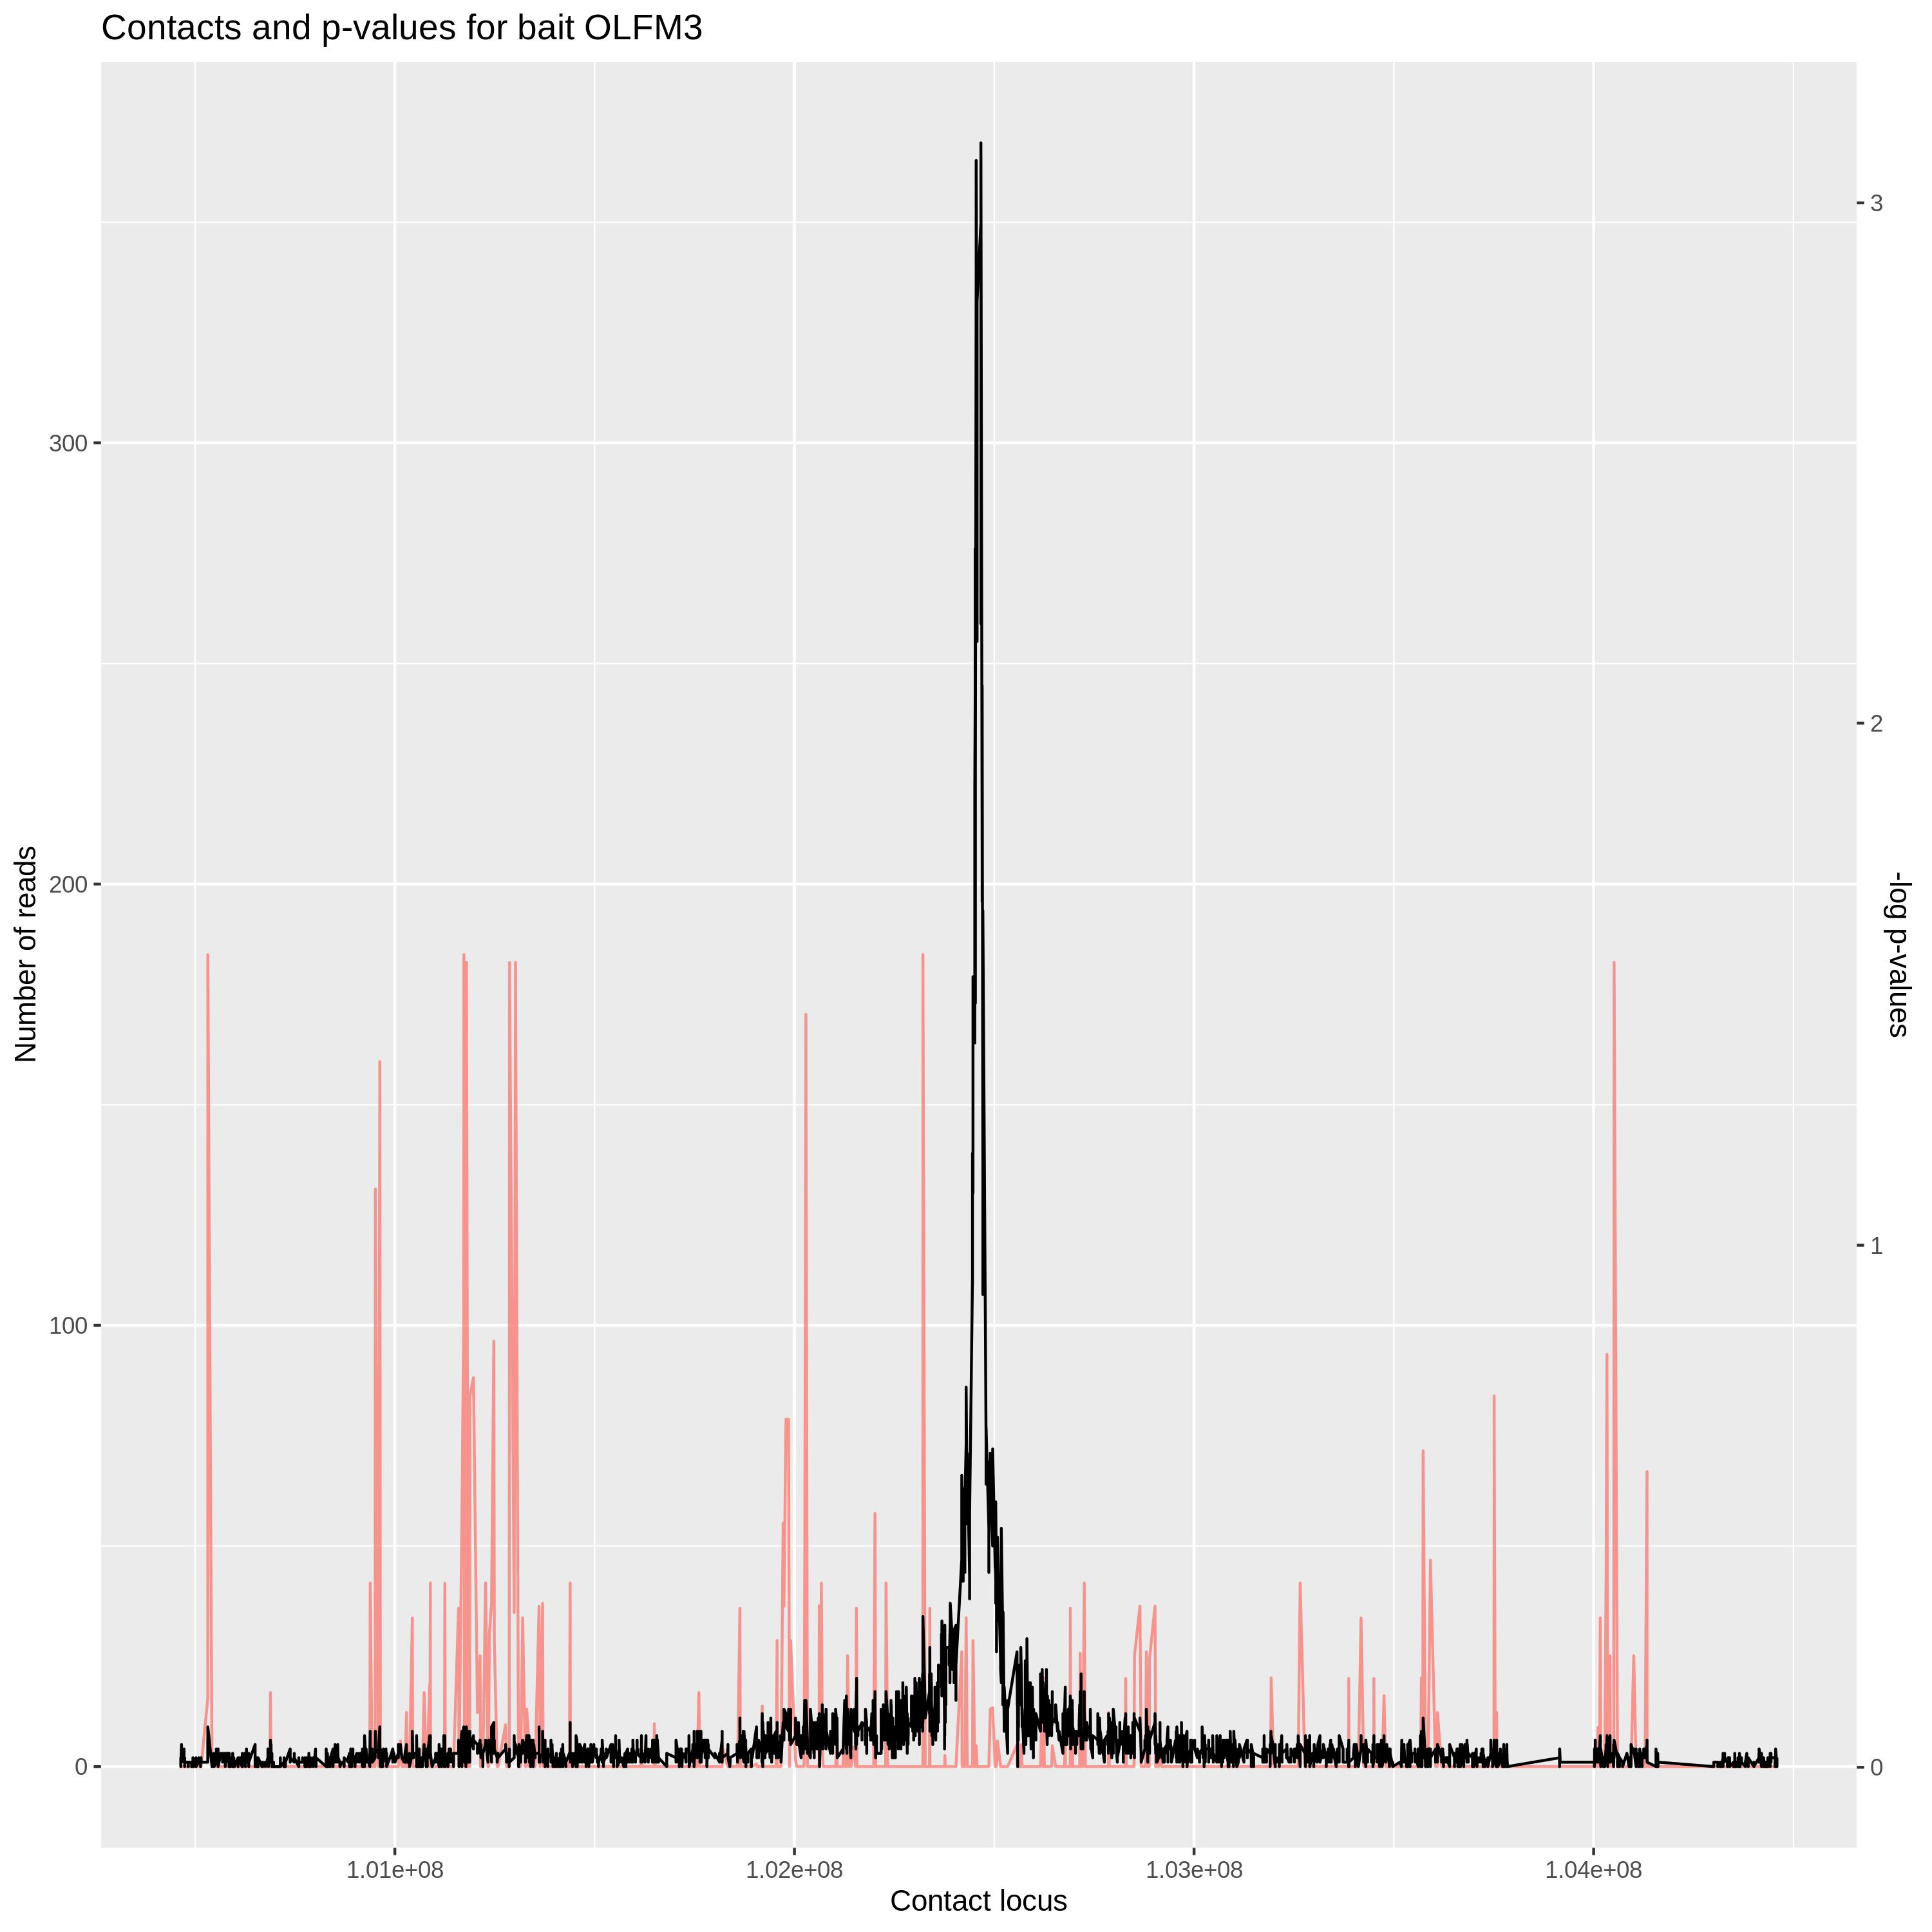 Contacts and p-values for bait OLFM3
300
200
100
0
3
2
1
0
Number of reads
-log p-values
1.01e+08
1.02e+08
1.03e+08
1.04e+08
Contact locus